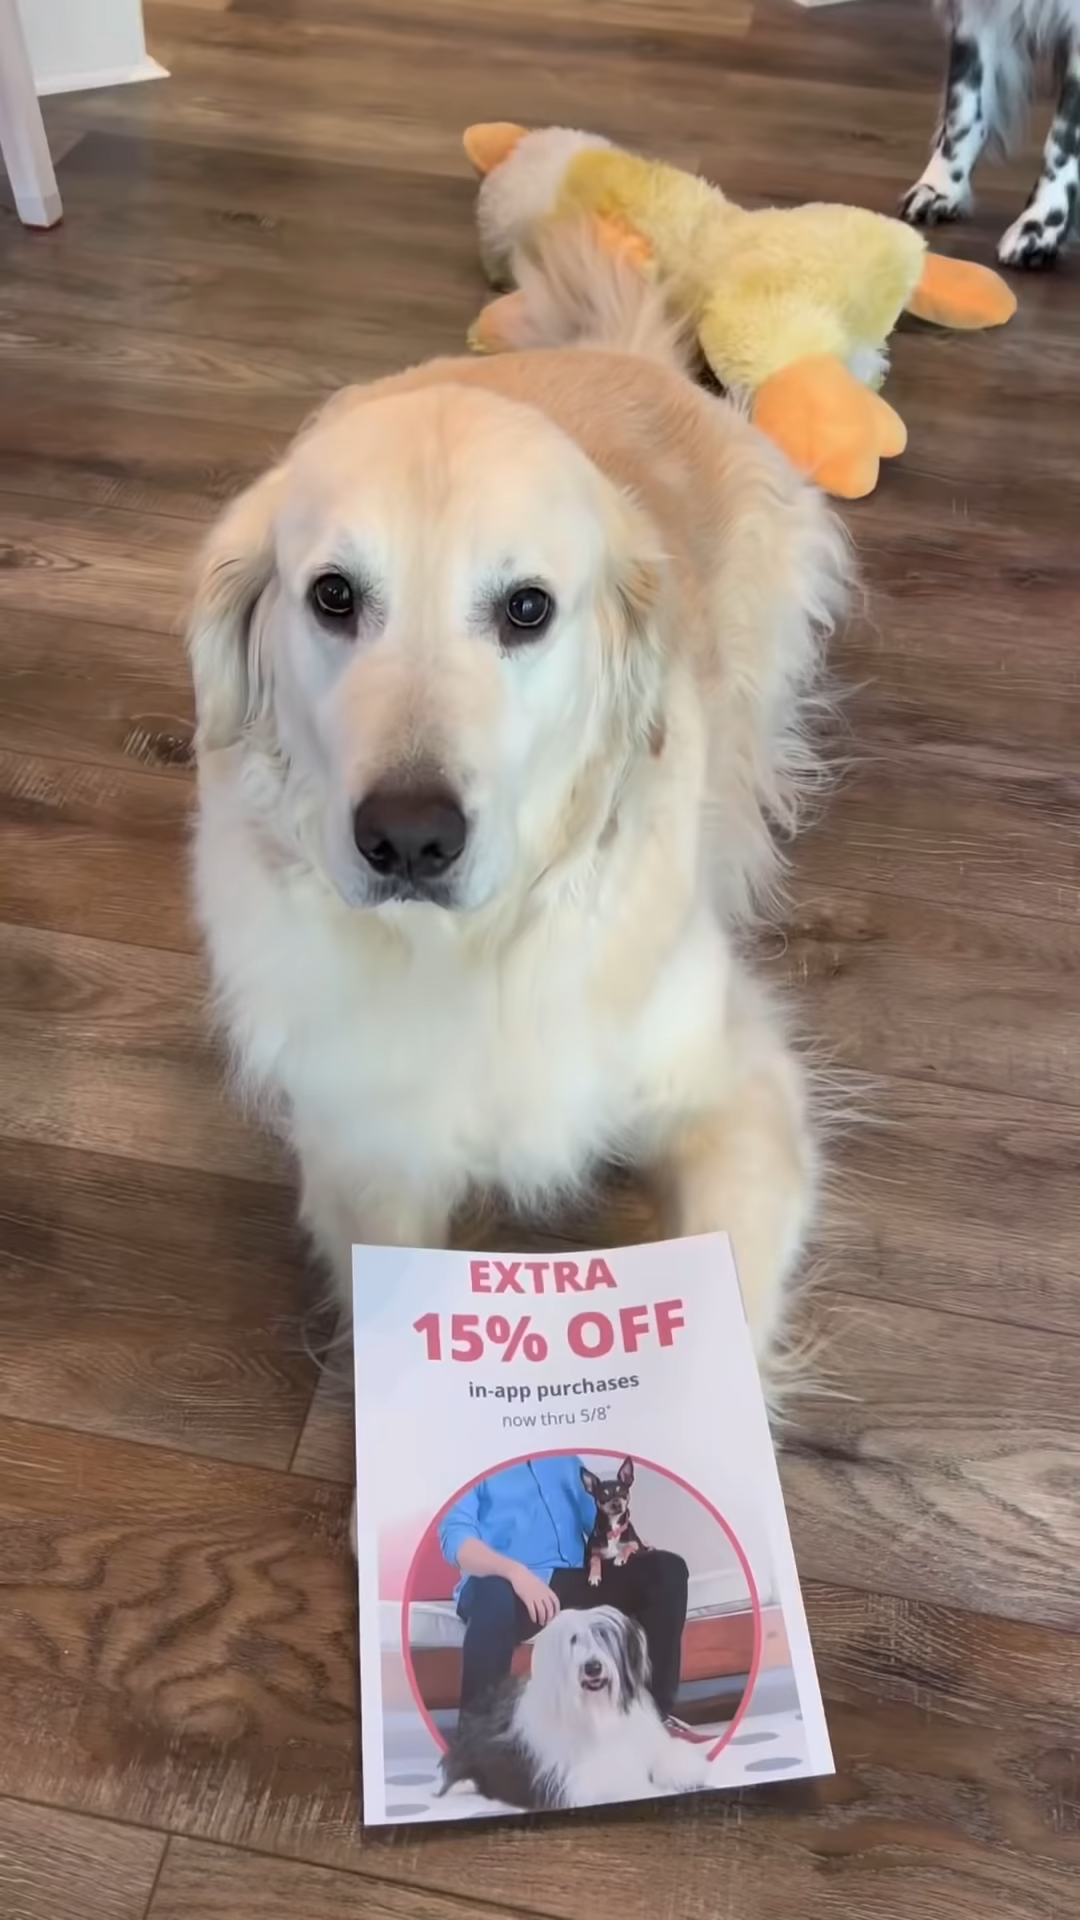 EXTRA
15% OFF
in-app purchases
now thru 5/8*